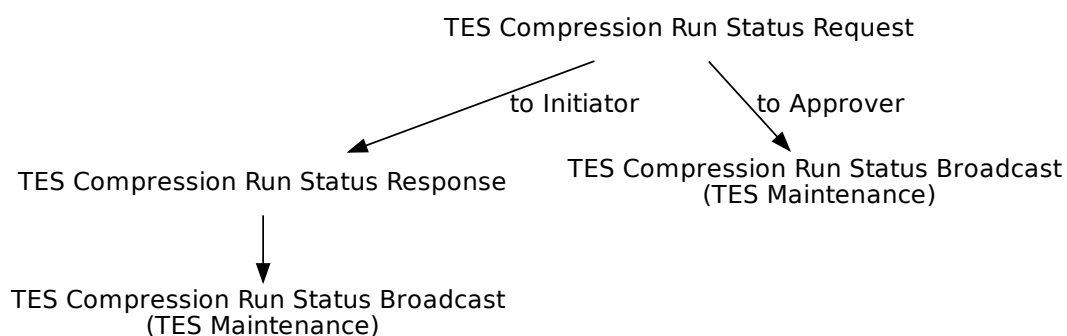 TES Compression Run Status Request
to Initiator
to Approver
TES Compression Run Status Response
TES Compression Run Status Broadcast
(TES Maintenance)
TES Compression Run Status Broadcast
(TES Maintenance)